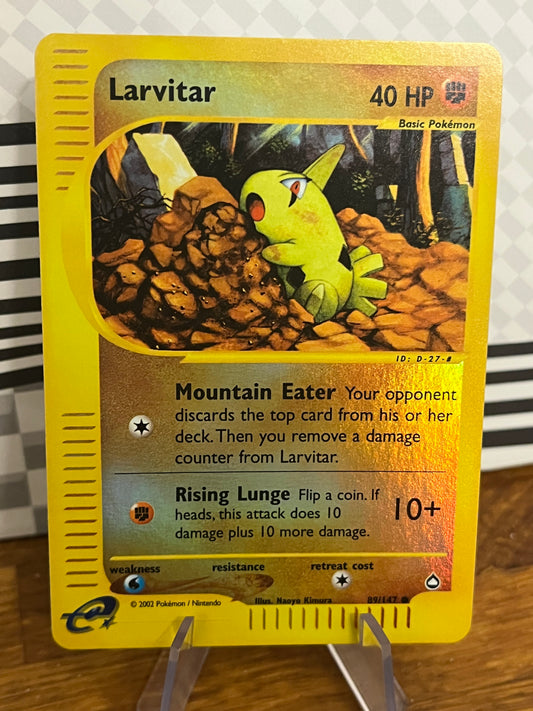 Larvitar 40 HP
Basic Pokémon
ID: D-27-#
Mountain Eater Your opponent
discards the top card from his or her
deck. Then you remove a damage
counter from Larvitar.
Rising Lunge Flip a coin. If
heads, this attack does 10
damage plus 10 more damage.
10+
weakness resistance retreat cost
© 2002 Pokémon / Nintendo Illus. Naoyo Kimura 89/147
e